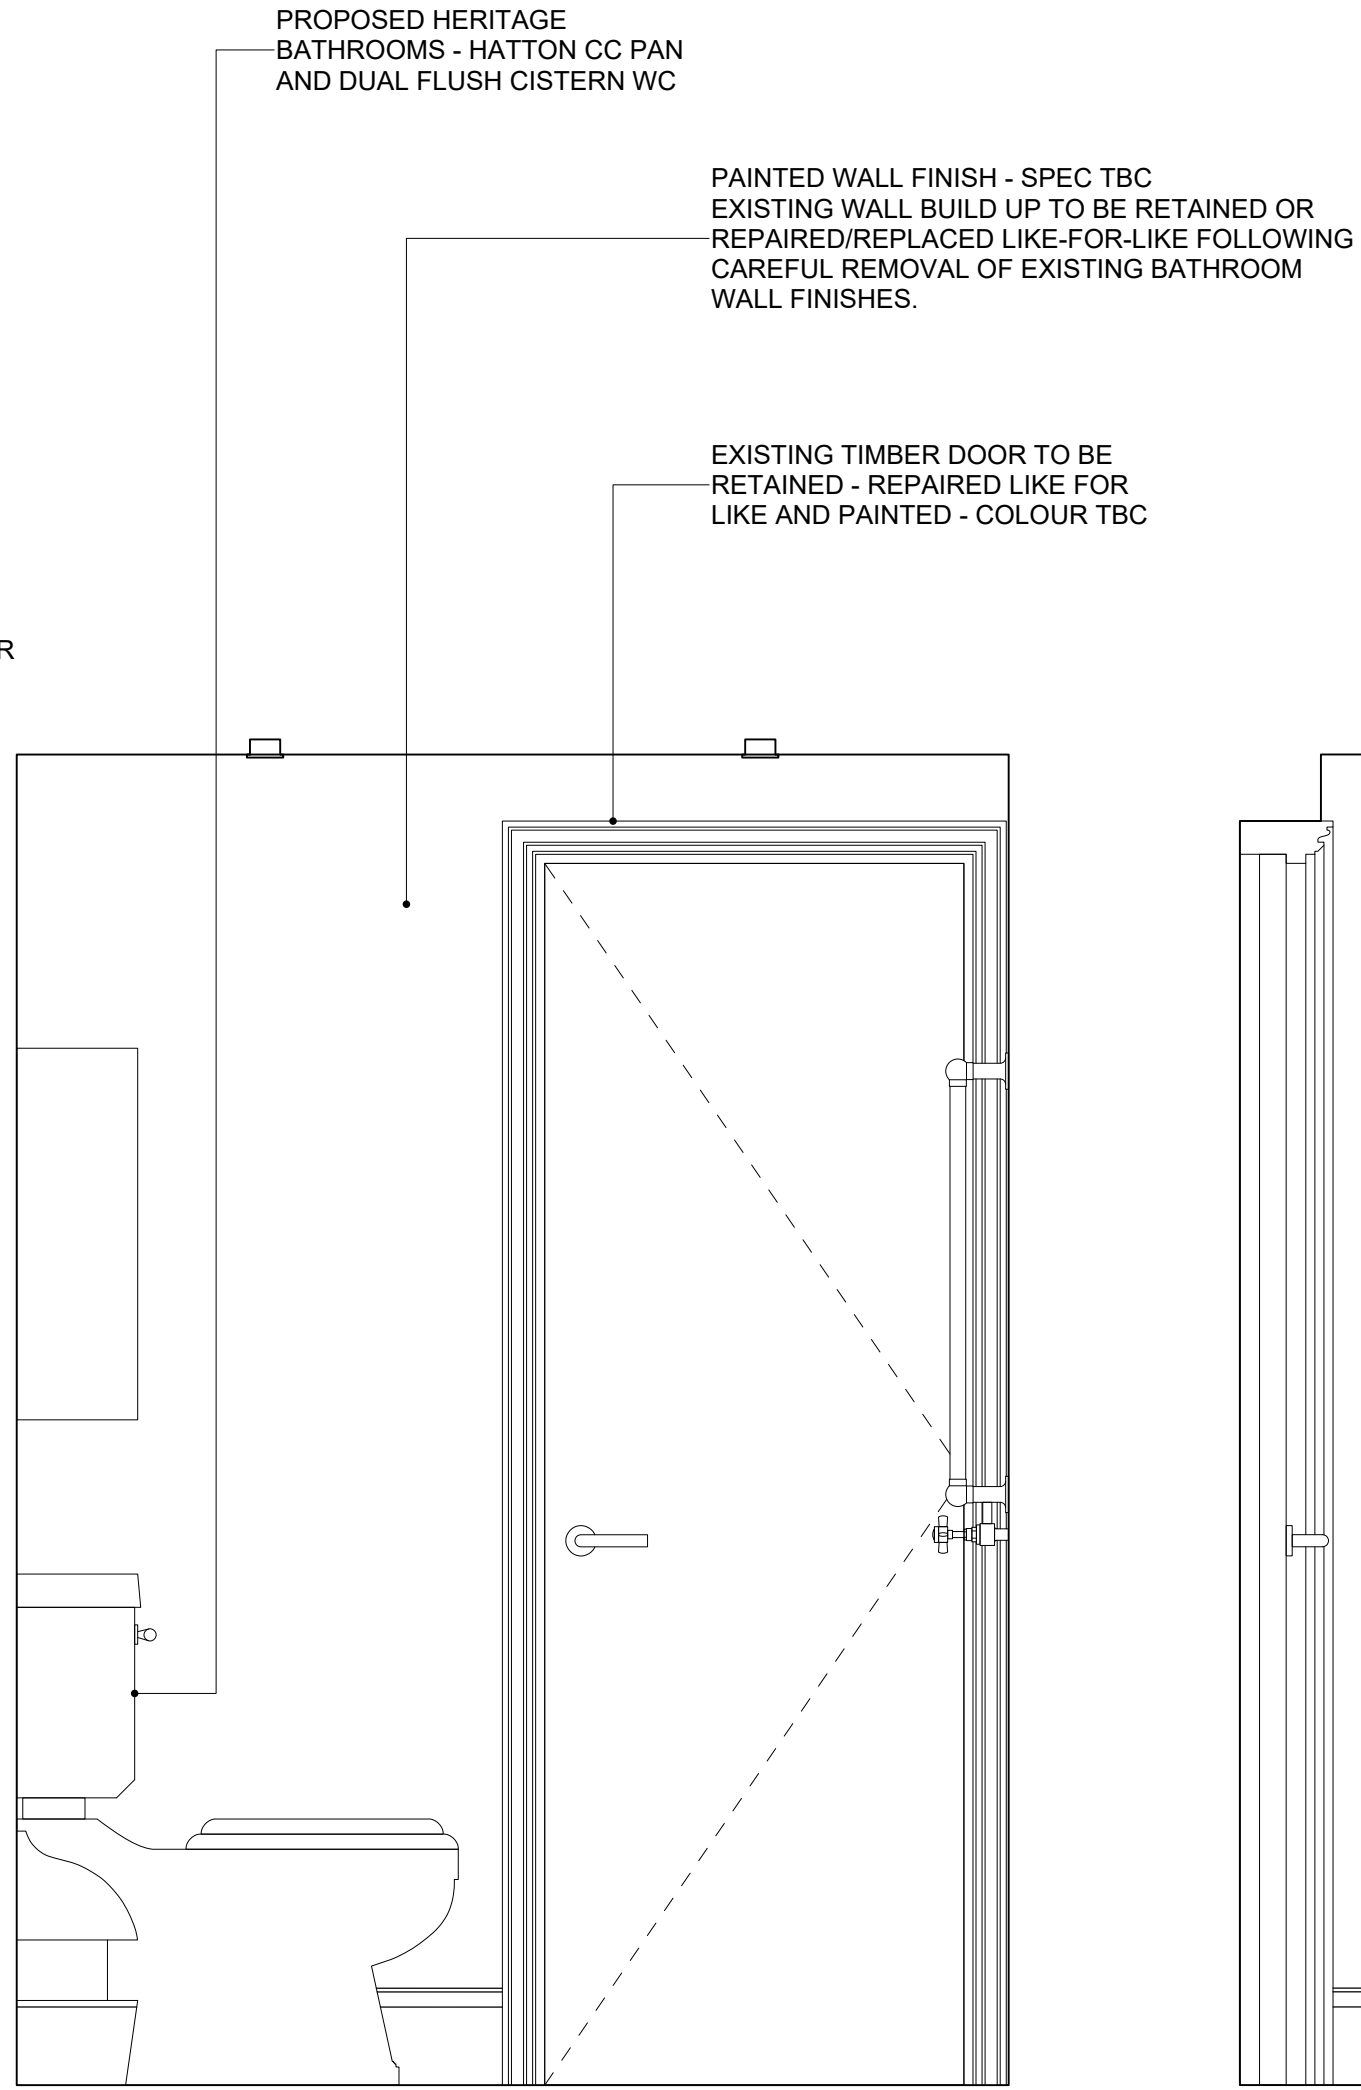 PROPOSED HERITAGE
BATHROOMS - HATTON CC PAN
AND DUAL FLUSH CISTERN WC
PAINTED WALL FINISH - SPEC TBC
EXISTING WALL BUILD UP TO BE RETAINED OR
REPAIRED/REPLACED LIKE-FOR-LIKE FOLLOWING
CAREFUL REMOVAL OF EXISTING BATHROOM
WALL FINISHES.
EXISTING TIMBER DOOR TO BE
RETAINED - REPAIRED LIKE FOR
LIKE AND PAINTED - COLOUR TBC
R